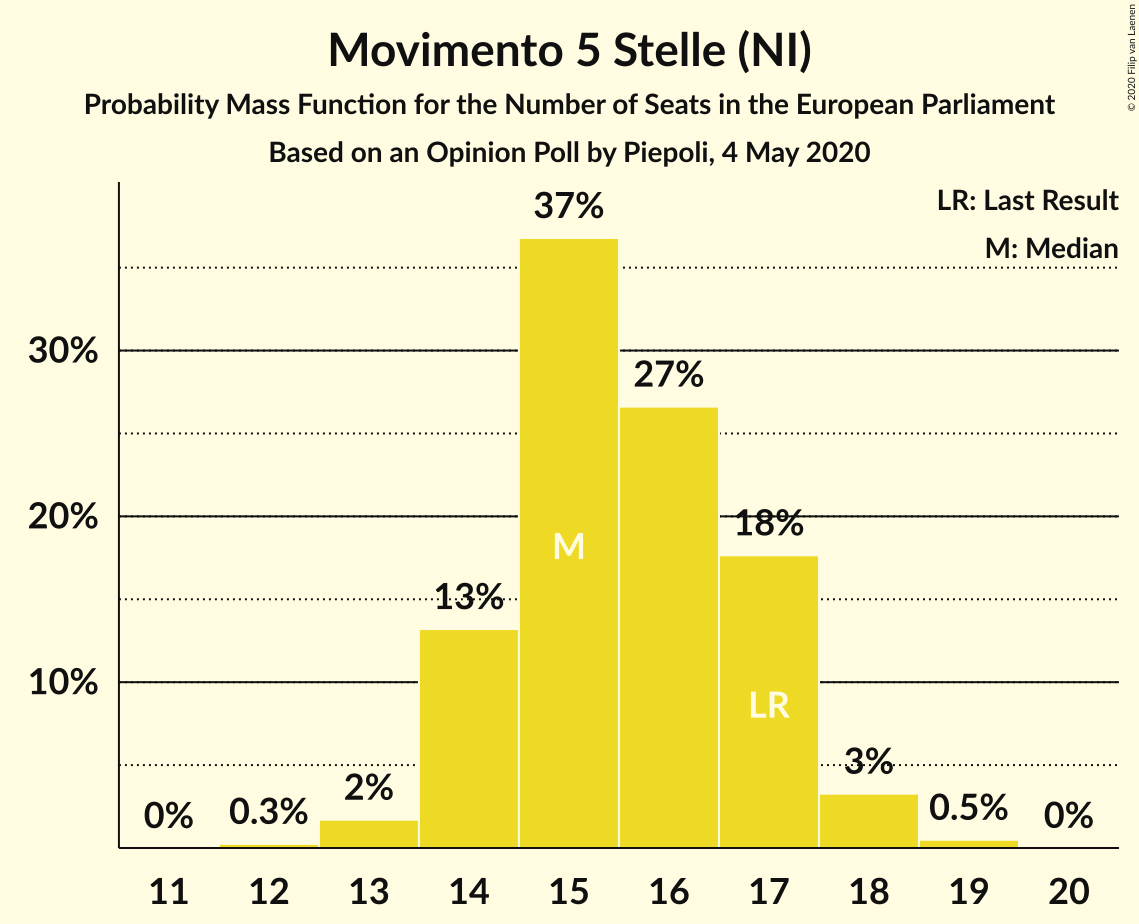 Movimento 5 Stelle (NI)
Probability Mass Function for the Number of Seats in the European Parliament
Based on an Opinion Poll by Piepoli, 4 May 2020
© 2020 Filip van Laenen
LR: Last Result
M: Median
37%
30%
27%
20%
18%
M
13%
10%
LR
3%
2%
0.5%
0.3%
0%
0%
11 12 13 14 15 16 17 18 19 20